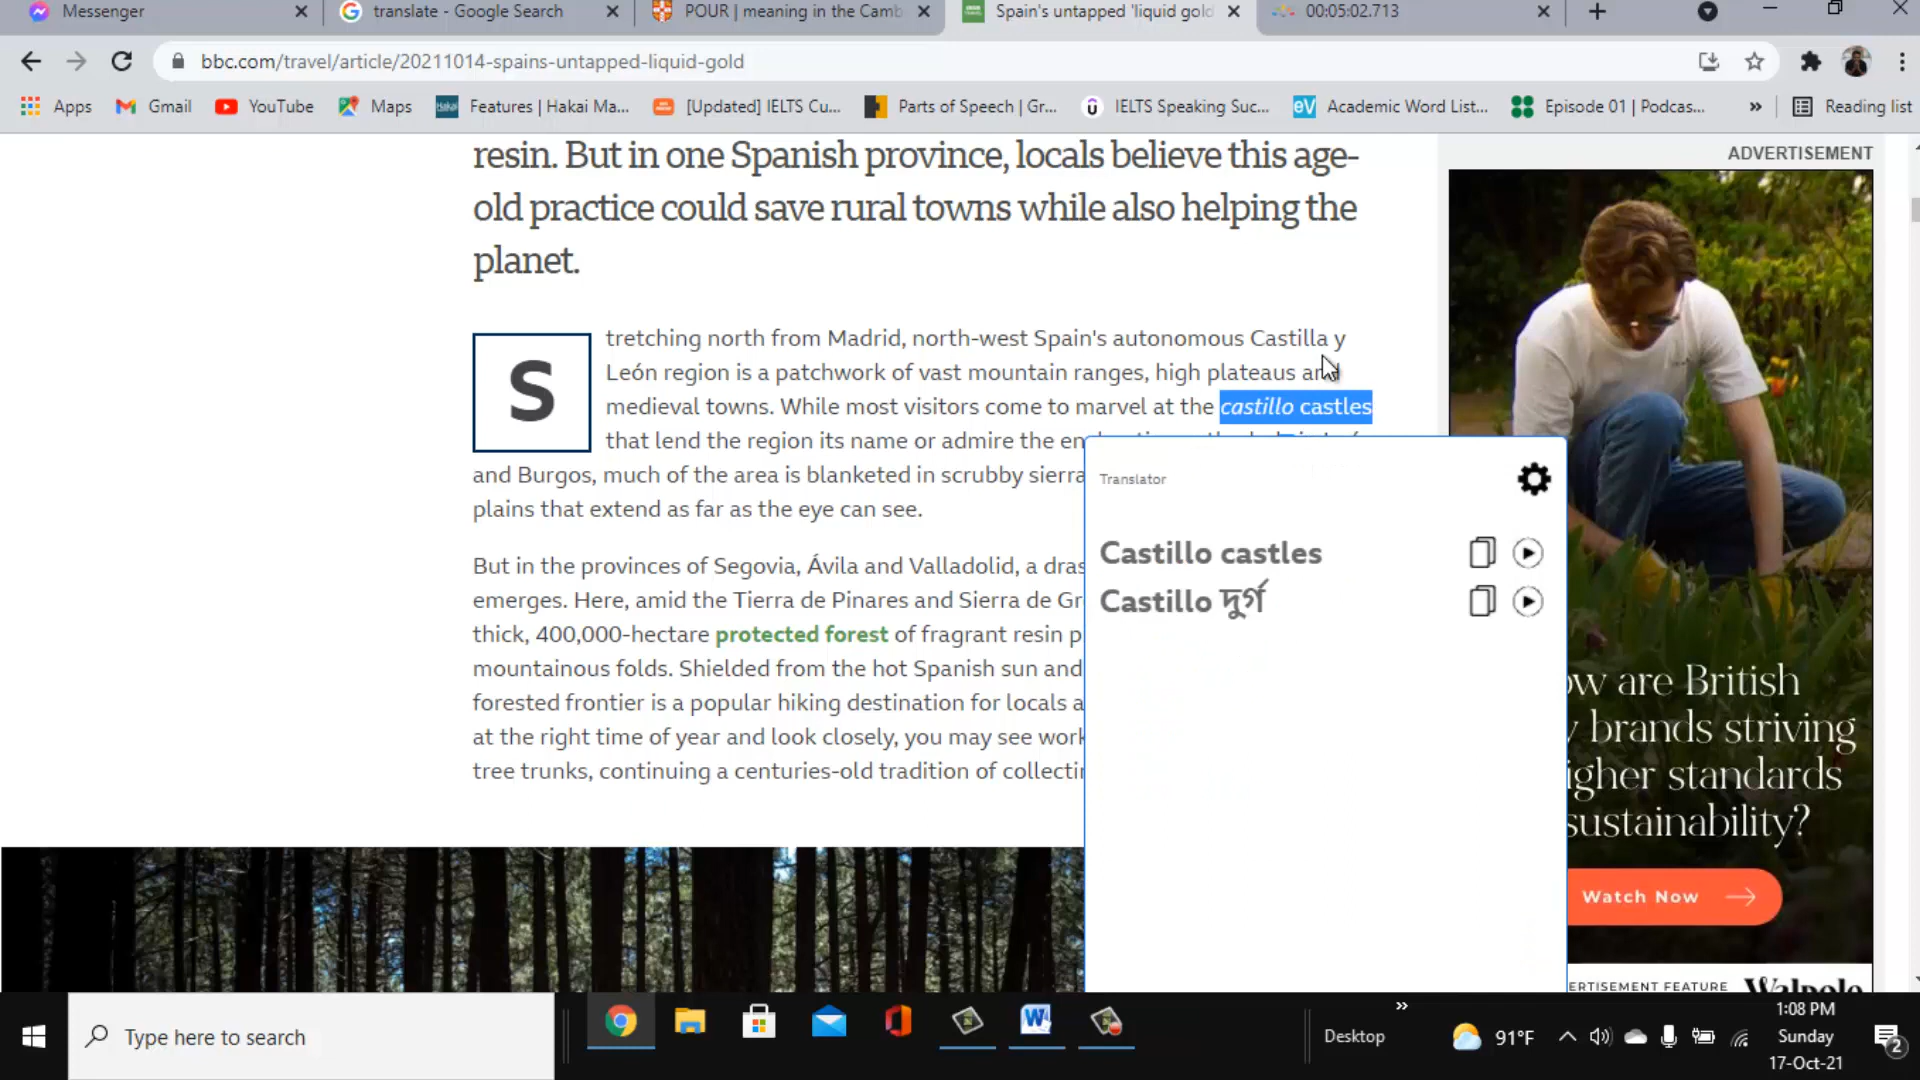 Messenger
translate - Google Search
POUR | meaning in the Camb
Spain's untapped 'liquid gold
00:05:02.713
bbc.com/travel/article/20211014-spains-untapped-liquid-gold
Apps
Gmail
YouTube
Maps
Hakai
Features | Hakai Ma...
[Updated] IELTS Cu...
Parts of Speech | Gr...
IELTS Speaking Suc...
eV
Academic Word List...
Episode 01 | Podcas...
»
Reading list
resin. But in one Spanish province, locals believe this age-
old practice could save rural towns while also helping the
planet.
S
tretching north from Madrid, north-west Spain's autonomous Castilla y
León region is a patchwork of vast mountain ranges, high plateaus and
medieval towns. While most visitors come to marvel at the castillo castles
that lend the region its name or admire the
and Burgos, much of the area is blanketed in scrubby sierra
plains that extend as far as the eye can see.
But in the provinces of Segovia, Ávila and Valladolid, a dras
emerges. Here, amid the Tierra de Pinares and Sierra de Gr
thick, 400,000-hectare protected forest of fragrant resin p
mountainous folds. Shielded from the hot Spanish sun and
forested frontier is a popular hiking destination for locals a
at the right time of year and look closely, you may see work
tree trunks, continuing a centuries-old tradition of collectin
Translator
Castillo castles
Castillo দুর্গ
ADVERTISEMENT
ow are British
y brands striving
igher standards
sustainability?
Watch Now
ERTISEMENT FEATURE
Walpole
Type here to search
Desktop
»
91°F
1:08 PM
Sunday
17-Oct-21
2